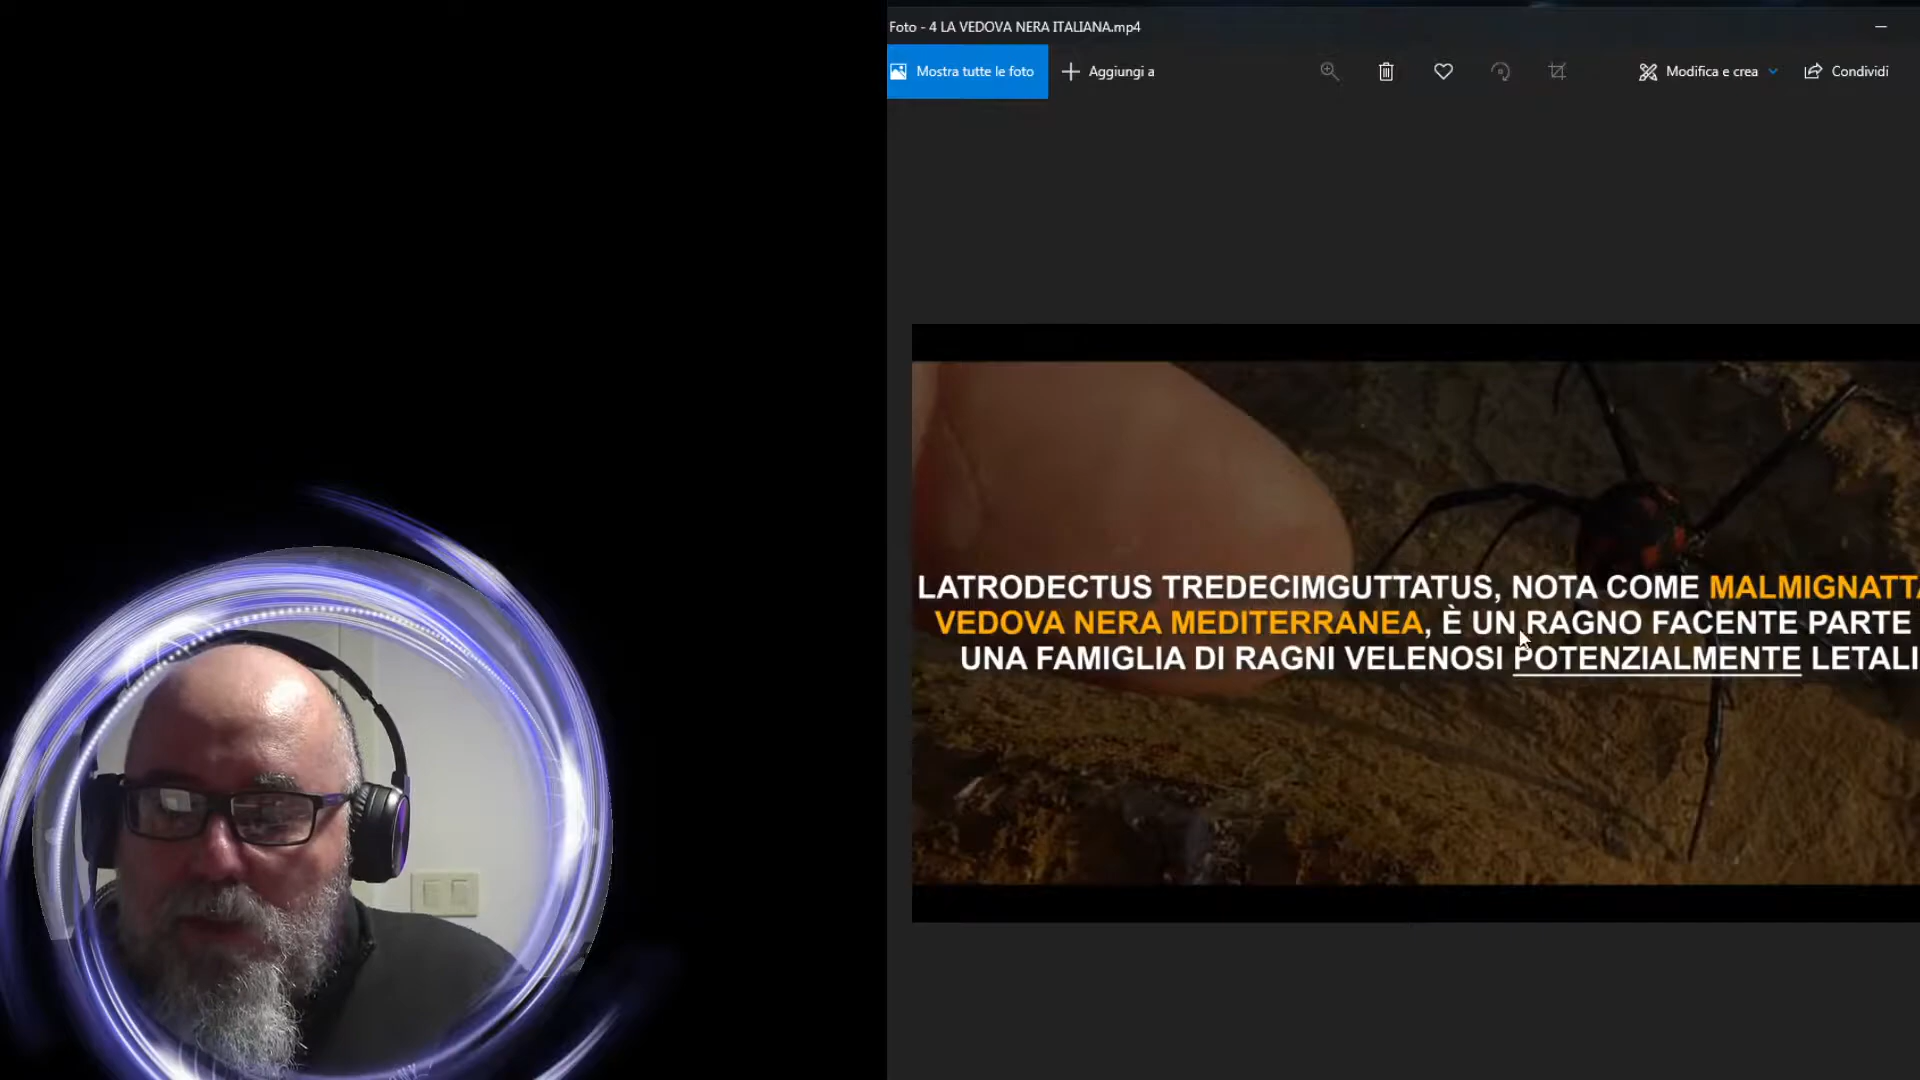 Foto - 4 LA VEDOVA NERA ITALIANA.mp4
Mostra tutte le foto
Aggiungi a
Modifica e crea
Condividi
LATRODECTUS TREDECIMGUTTATUS, NOTA COME MALMIGNATTA
VEDOVA NERA MEDITERRANEA, È UN RAGNO FACENTE PARTE
UNA FAMIGLIA DI RAGNI VELENOSI POTENZIALMENTE LETALI